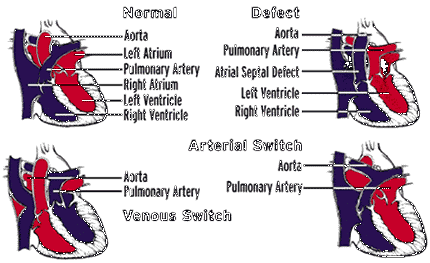 Normal
Aorta
Left Atrium
Pulmonary Artery
Right Atrium
Left Ventricle
Right Ventricle
Defect
Aorta
Pulmonary Artery
Atrial Septal Defect
Left Ventricle
Right Ventricle
Aorta
Pulmonary Artery
Venous Switch
Arterial Switch
Aorta
Pulmonary Artery